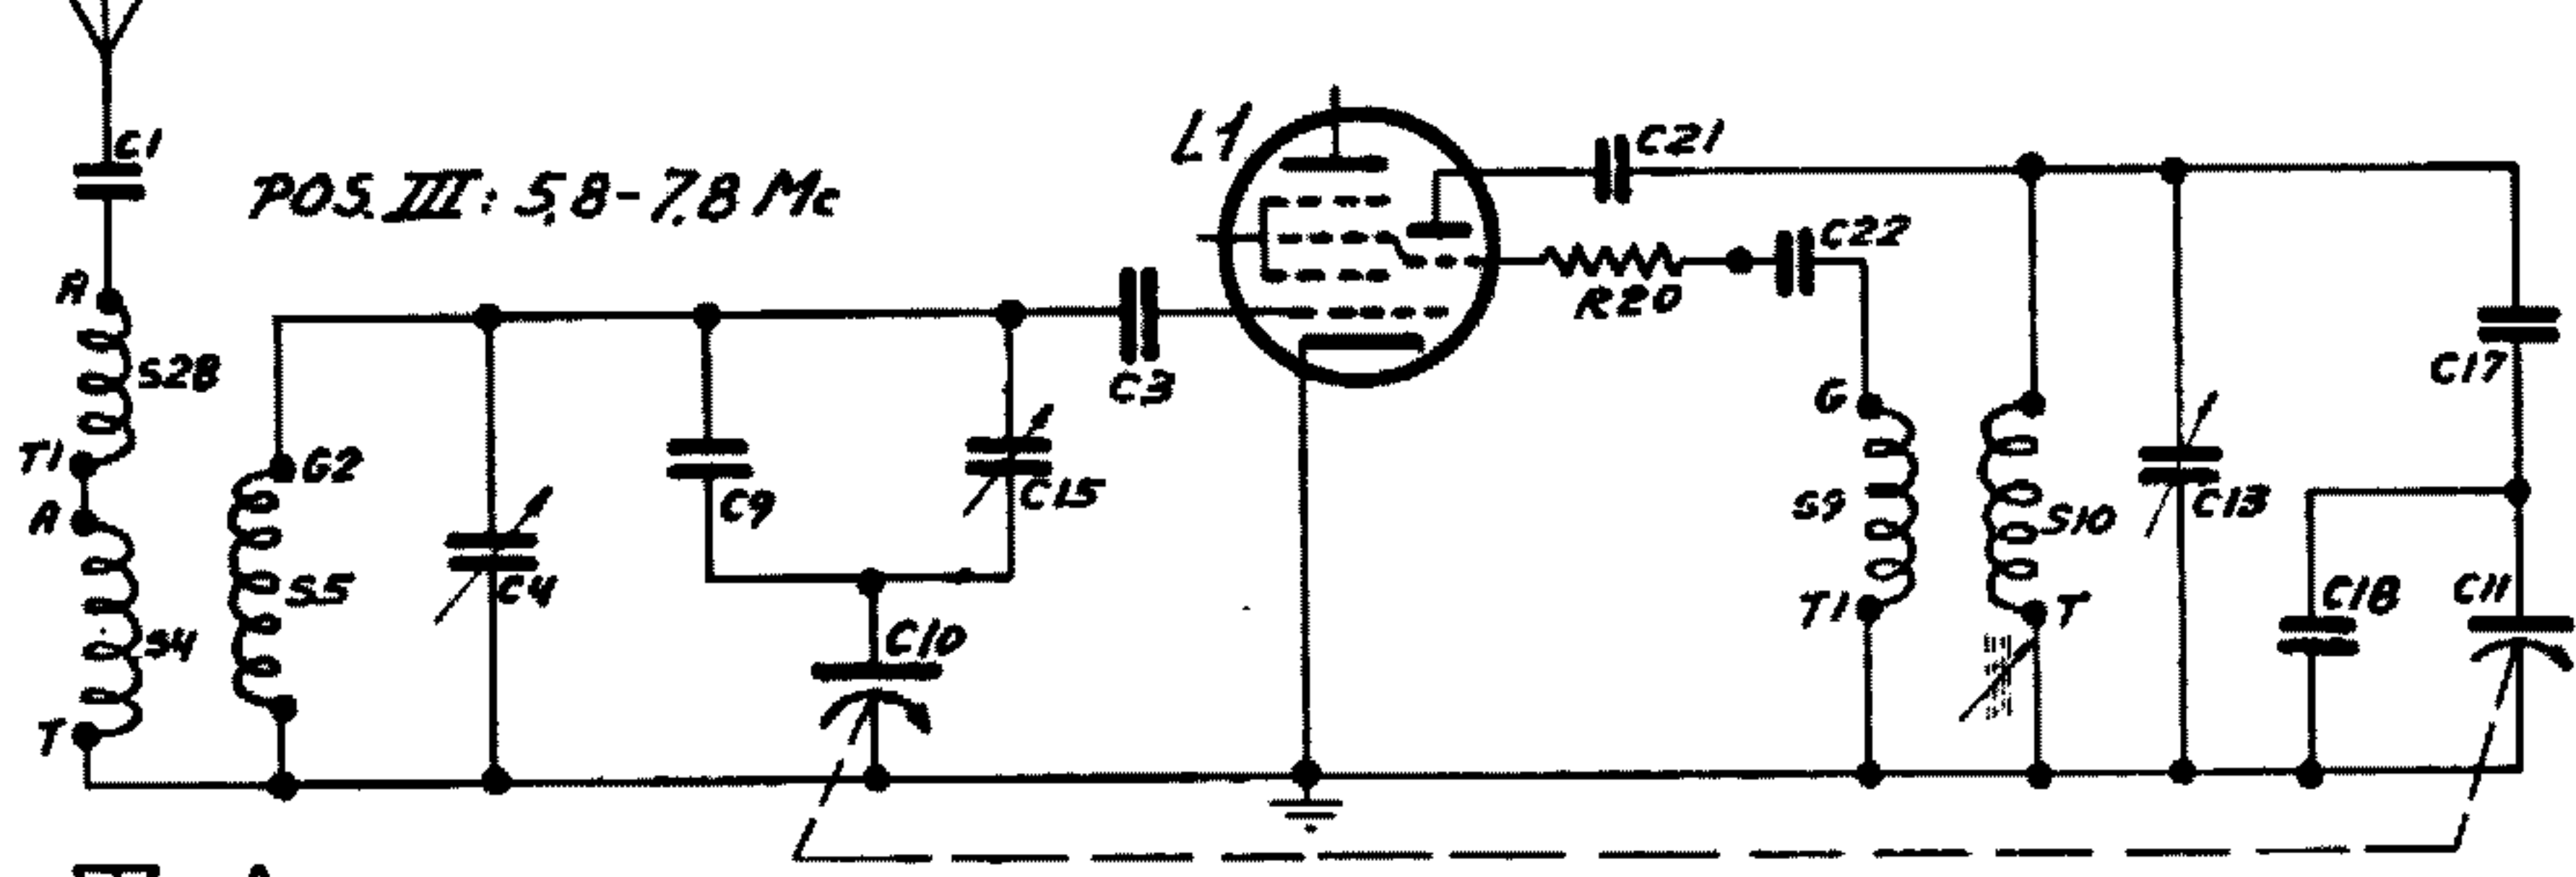 C1
L1
C21
POS. III: 5,8-7.8 Mc
C22
A
R20
S28
C3
C17
G
T1
G2
A
C9
C15
S9
S10
C13
S5
C4
C18
C11
S4
C10
T1
T
T